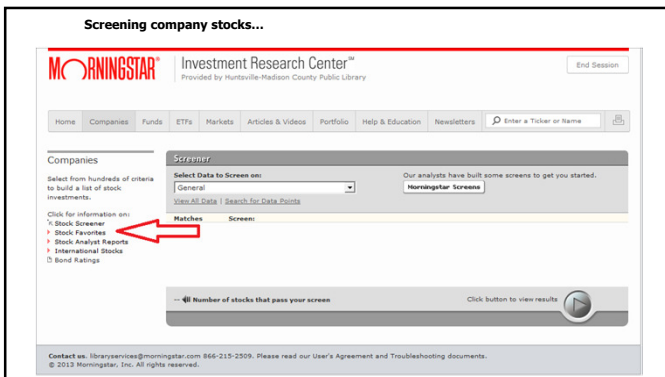 Screening company stocks...
MORNINGSTAR®
Investment Research Center℠
Provided by Huntsville-Madison County Public Library
End Session
Home Companies Funds ETFs Markets Articles & Videos Portfolio Help & Education Newsletters Enter a Ticker or Name
Companies
Select from hundreds of criteria
to build a list of stock
investments.
Click for information on:
Stock Screener
Stock Favorites
Stock Analyst Reports
International Stocks
Bond Ratings
Screener
Select Data to Screen on:
General
View All Data | Search for Data Points
Our analysts have built some screens to get you started.
Morningstar Screens
Matches Screen:
-- Number of stocks that pass your screen
Click button to view results
Contact us. libraryservices@morningstar.com 866-215-2509. Please read our User's Agreement and Troubleshooting documents.
© 2013 Morningstar, Inc. All rights reserved.